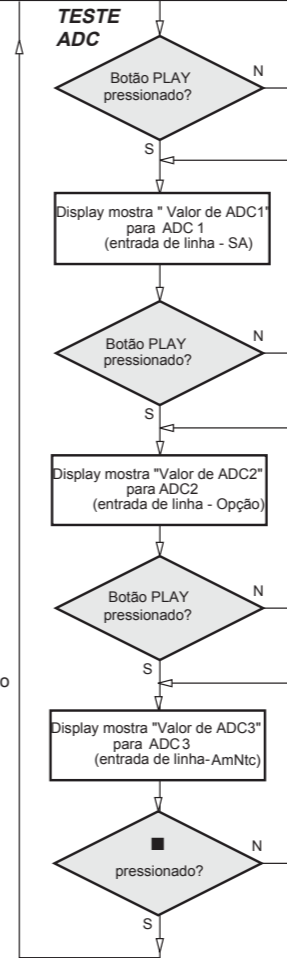 TESTE
ADC
Botão PLAY
pressionado?
N
S
Display mostra " Valor de ADC1"
para ADC 1
(entrada de linha - SA)
Botão PLAY
pressionado?
N
S
Display mostra "Valor de ADC2"
para ADC2
(entrada de linha - Opção)
Botão PLAY
pressionado?
N
S
o
Display mostra "Valor de ADC3"
para ADC 3
(entrada de linha-AmNtc)
■
pressionado?
N
S